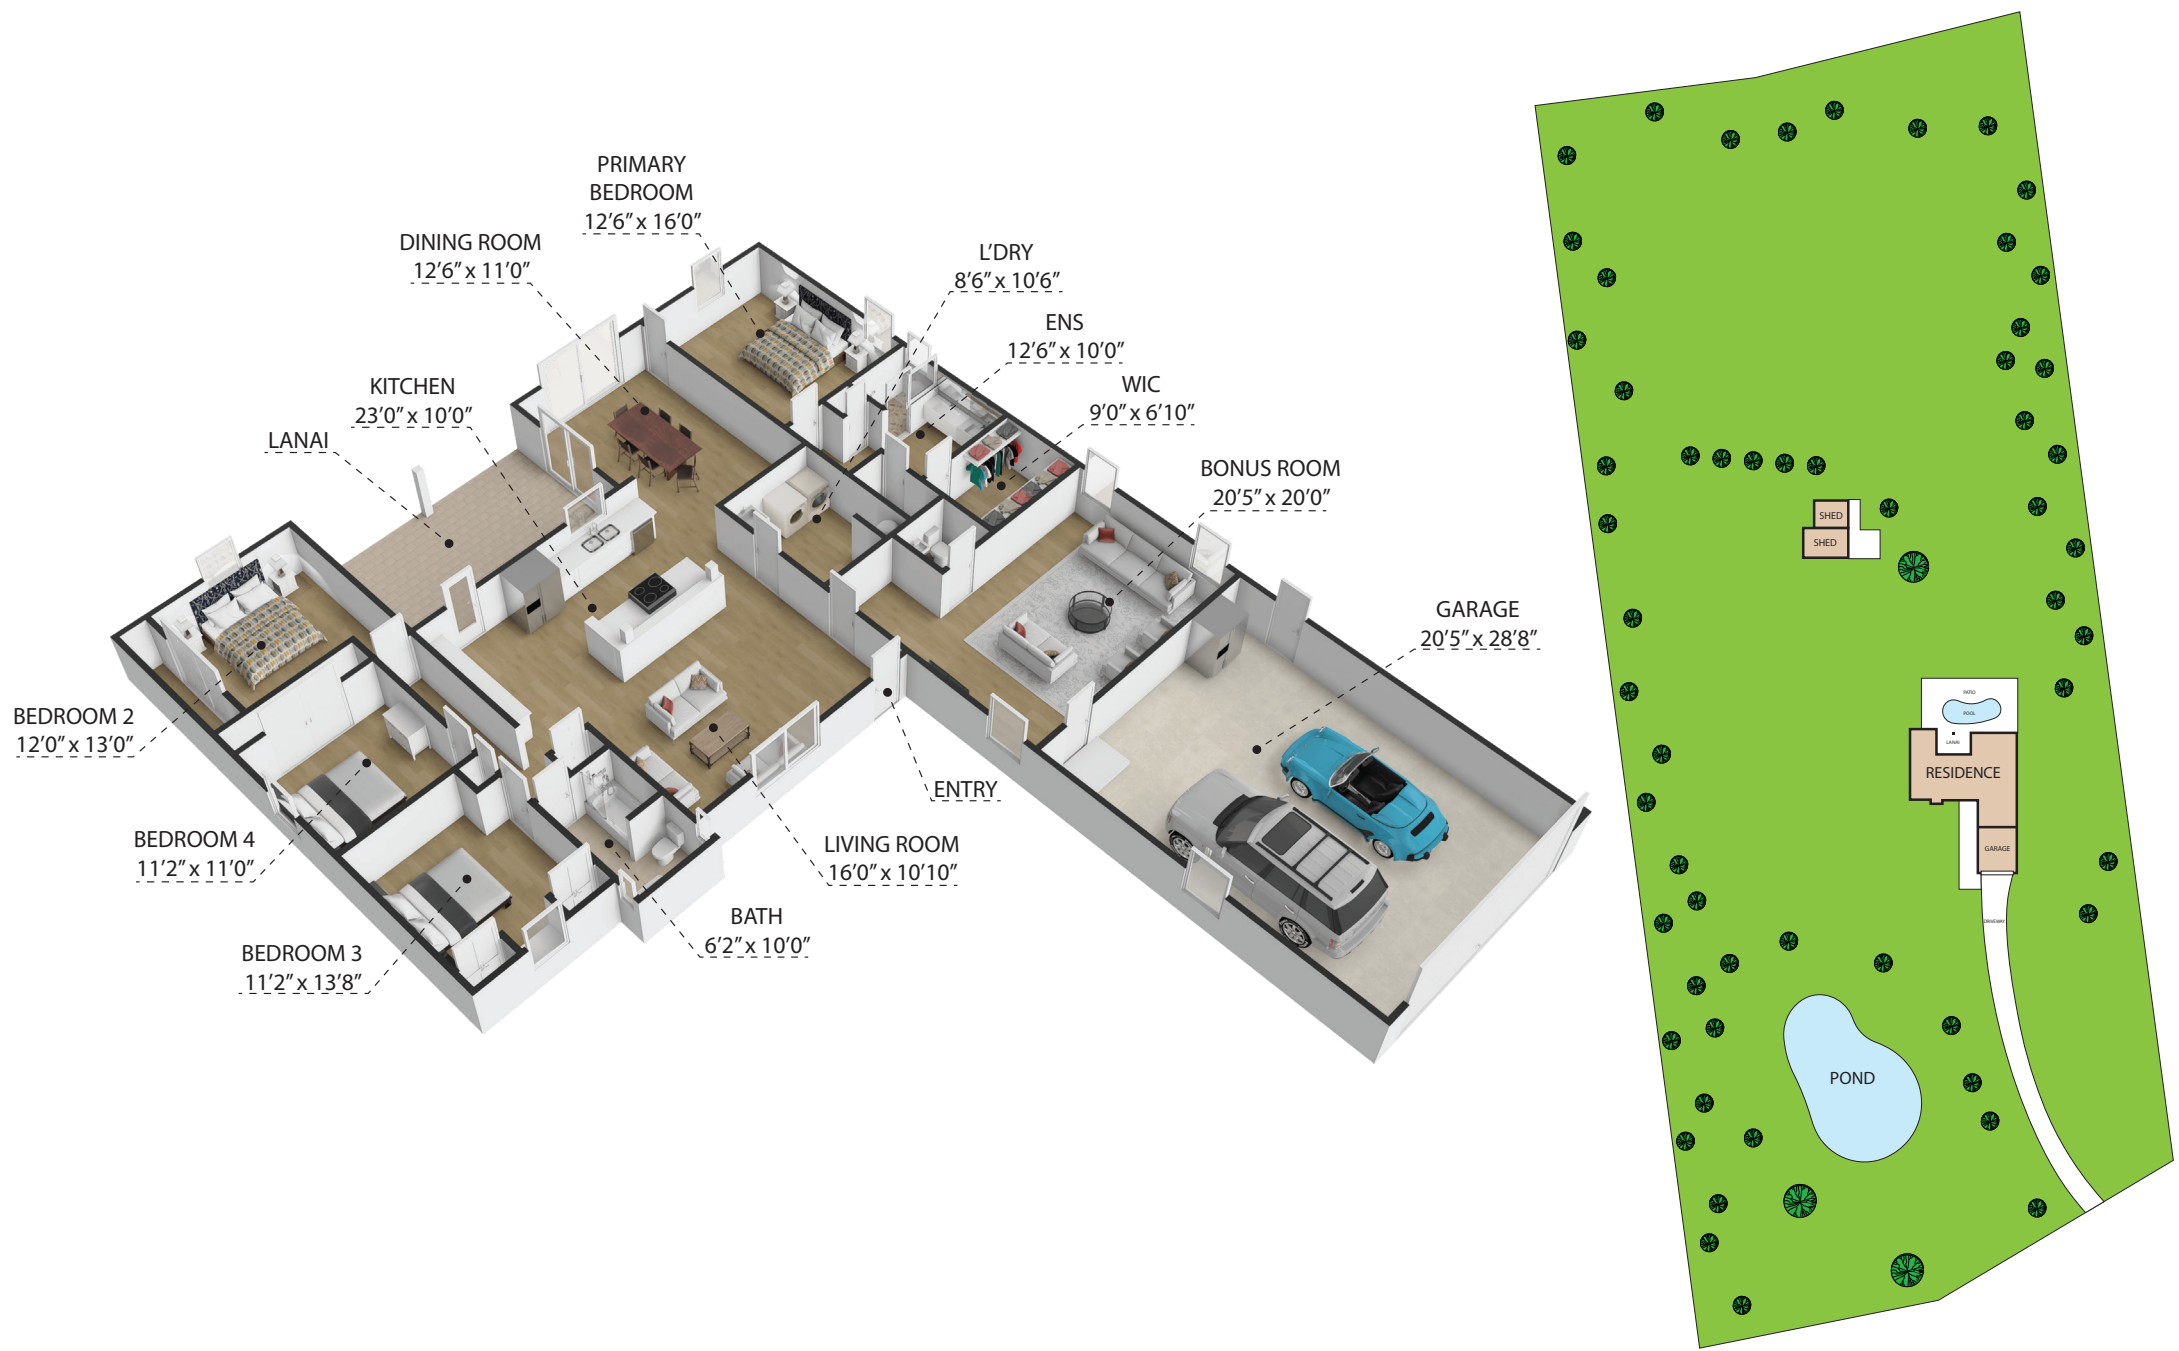 PRIMARY
BEDROOM
12’6” x 16’0”
DINING ROOM
12’6” x 11’0”
L’DRY
8’6” x 10’6”
ENS
12’6” x 10’0”
KITCHEN
23’0” x 10’0”
WIC
9’0” x 6’10”
LANAI
BONUS ROOM
20’5” x 20’0”
GARAGE
20’5” x 28’8”
BEDROOM 2
12’0” x 13’0”
ENTRY
BEDROOM 4
11’2” x 11’0”
LIVING ROOM
16’0” x 10’10”
BATH
6’2” x 10’0”
BEDROOM 3
11’2” x 13’8”
SHED
SHED
PATIO
POOL
LANAI
RESIDENCE
GARAGE
DRIVEWAY
POND